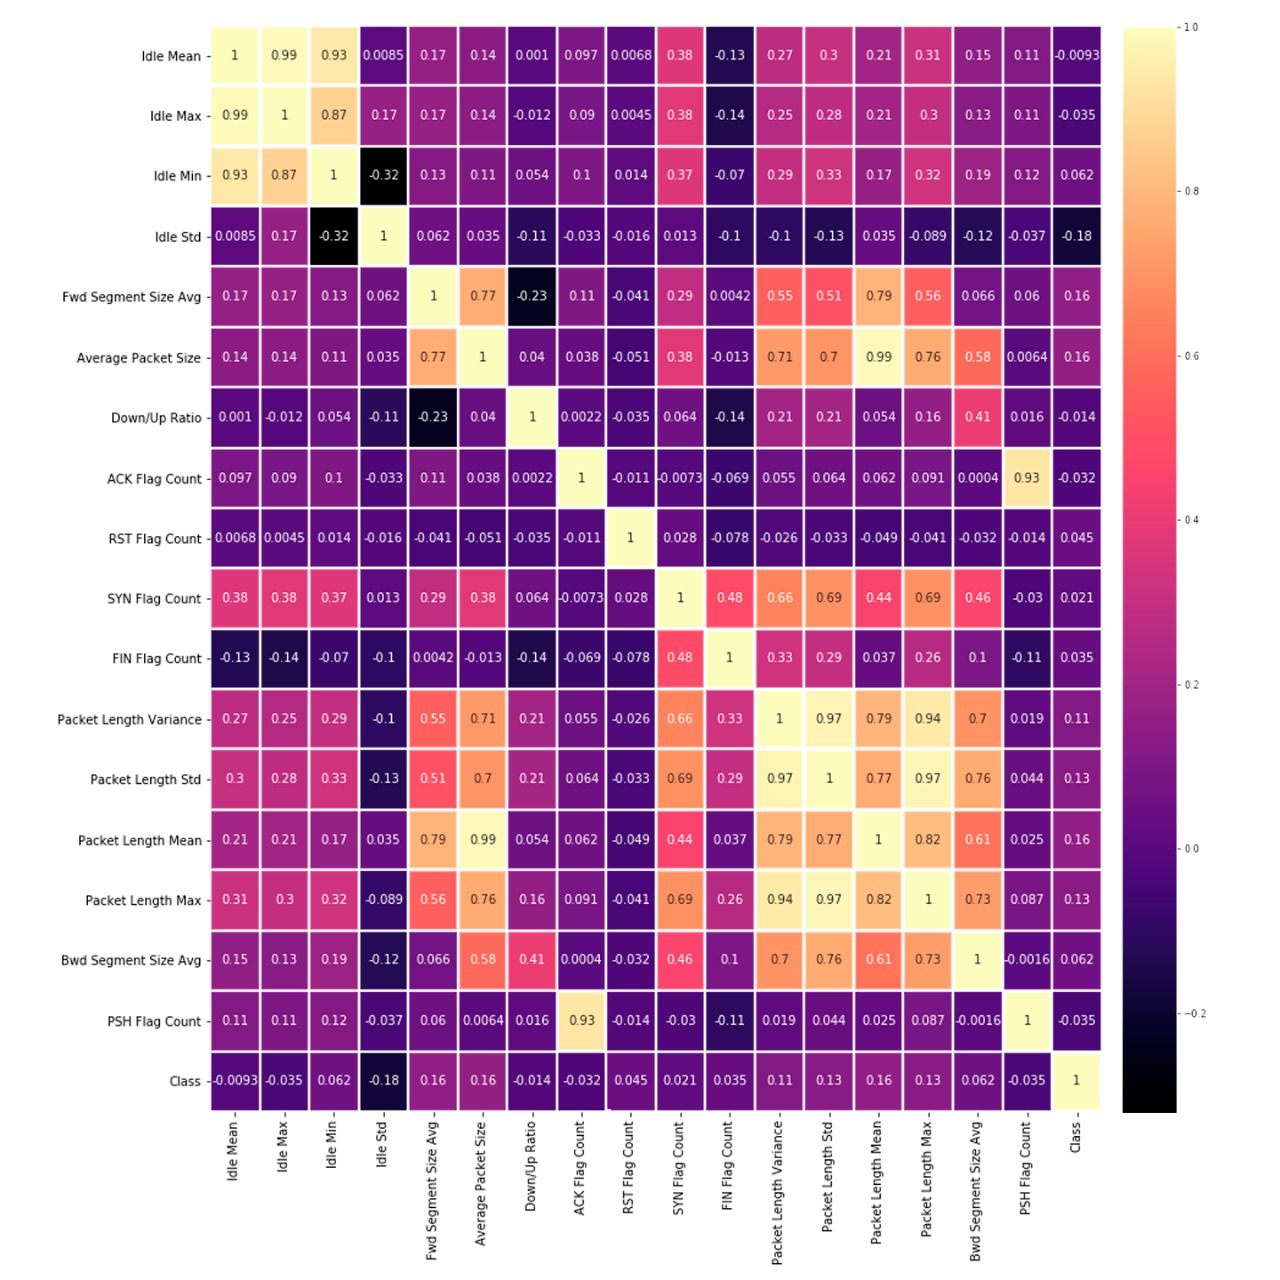 Idle Mean 1 0.99 0.93 0.0085 0.17 0.14 0.001 0.097 0.0068 0.38 -0.13 0.27 0.3 0.21 0.31 0.15 0.11 -0.0093
Idle Max 0.99 1 0.87 0.17 0.17 0.14 -0.012 0.09 0.0045 0.38 -0.14 0.25 0.28 0.21 0.3 0.13 0.11 -0.035
Idle Min 0.93 0.87 1 -0.32 0.13 0.11 0.054 0.1 0.014 0.37 -0.07 0.29 0.33 0.17 0.32 0.19 0.12 0.062
Idle Std 0.0085 0.17 -0.32 1 0.062 0.035 -0.11 -0.033 -0.016 0.013 -0.1 -0.1 -0.13 0.035 -0.089 -0.12 -0.037 -0.18
Fwd Segment Size Avg 0.17 0.17 0.13 0.062 1 0.77 -0.23 0.11 -0.041 0.29 0.0042 0.55 0.51 0.79 0.56 0.066 0.06 0.16
Average Packet Size 0.14 0.14 0.11 0.035 0.77 1 0.04 0.038 -0.051 0.38 -0.013 0.71 0.7 0.99 0.76 0.58 0.0064 0.16
Down/Up Ratio 0.001 -0.012 0.054 -0.11 -0.23 0.04 1 0.0022 -0.035 0.064 -0.14 0.21 0.21 0.054 0.16 0.41 0.016 -0.014
ACK Flag Count 0.097 0.09 0.1 -0.033 0.11 0.038 0.0022 1 -0.011 -0.0073 -0.069 0.055 0.064 0.062 0.091 0.0004 0.93 -0.032
RST Flag Count 0.0068 0.0045 0.014 -0.016 -0.041 -0.051 -0.035 -0.011 1 0.028 -0.078 -0.026 -0.033 -0.049 -0.041 -0.032 -0.014 0.045
SYN Flag Count 0.38 0.38 0.37 0.013 0.29 0.38 0.064 -0.0073 0.028 1 0.48 0.66 0.69 0.44 0.69 0.46 -0.03 0.021
FIN Flag Count -0.13 -0.14 -0.07 -0.1 0.0042 -0.013 -0.14 -0.069 -0.078 0.48 1 0.33 0.29 0.037 0.26 0.1 -0.11 0.035
Packet Length Variance 0.27 0.25 0.29 -0.1 0.55 0.71 0.21 0.055 -0.026 0.66 0.33 1 0.97 0.79 0.94 0.7 0.019 0.11
Packet Length Std 0.3 0.28 0.33 -0.13 0.51 0.7 0.21 0.064 -0.033 0.69 0.29 0.97 1 0.77 0.97 0.76 0.044 0.13
Packet Length Mean 0.21 0.21 0.17 0.035 0.79 0.99 0.054 0.062 -0.049 0.44 0.037 0.79 0.77 1 0.82 0.61 0.025 0.16
Packet Length Max 0.31 0.3 0.32 -0.089 0.56 0.76 0.16 0.091 -0.041 0.69 0.26 0.94 0.97 0.82 1 0.73 0.087 0.13
Bwd Segment Size Avg 0.15 0.13 0.19 -0.12 0.066 0.58 0.41 0.0004 -0.032 0.46 0.1 0.7 0.76 0.61 0.73 1 -0.0016 0.062
PSH Flag Count 0.11 0.11 0.12 -0.037 0.06 0.0064 0.016 0.93 -0.014 -0.03 -0.11 0.019 0.044 0.025 0.087 -0.0016 1 -0.035
Class -0.0093 -0.035 0.062 -0.18 0.16 0.16 -0.014 -0.032 0.045 0.021 0.035 0.11 0.13 0.16 0.13 0.062 -0.035 1
Idle Mean
Idle Max
Idle Min
Idle Std
Fwd Segment Size Avg
Average Packet Size
Down/Up Ratio
ACK Flag Count
RST Flag Count
SYN Flag Count
FIN Flag Count
Packet Length Variance
Packet Length Std
Packet Length Mean
Packet Length Max
Bwd Segment Size Avg
PSH Flag Count
Class
1.0
0.8
0.6
0.4
0.2
0.0
−0.2